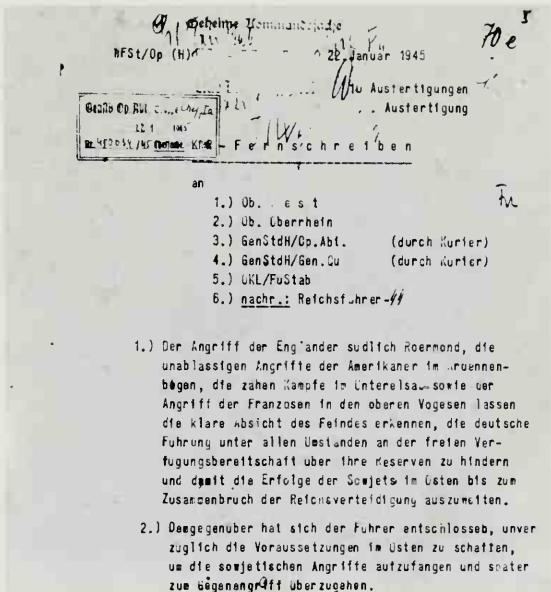 Geheime Kommandosache
70 e
WFSt/Op (H)
22. Januar 1945
Ausfertigungen
Ausfertigung
22.1. 1945
- Fernschreiben
an
1.) Ob. est
2.) Ob. Oberrhein
3.) GenStdH/Op.Abt. (durch Kurier)
4.) GenStdH/Gen.Qu (durch Kurier)
5.) OKL/FüStab
6.) nachr.: Reichsführer-SS
1.) Der Angriff der Engländer südlich Roermond, die
unablässigen Angriffe der Amerikaner im Ardennen-
bogen, die zähen Kämpfe im Unterelsaß sowie der
Angriff der Franzosen in den oberen Vogesen lassen
die klare Absicht des Feindes erkennen, die deutsche
Führung unter allen Umständen an der freien Ver-
fügungsbereitschaft über ihre Reserven zu hindern
und damit die Erfolge der Sowjets im Osten bis zum
Zusammenbruch der Reichsverteidigung auszuweiten.
2.) Demgegenüber hat sich der Führer entschlossen, unver
züglich die Voraussetzungen im Osten zu schaffen,
um die sowjetischen Angriffe aufzufangen und später
zum Gegenangriff überzugehen.